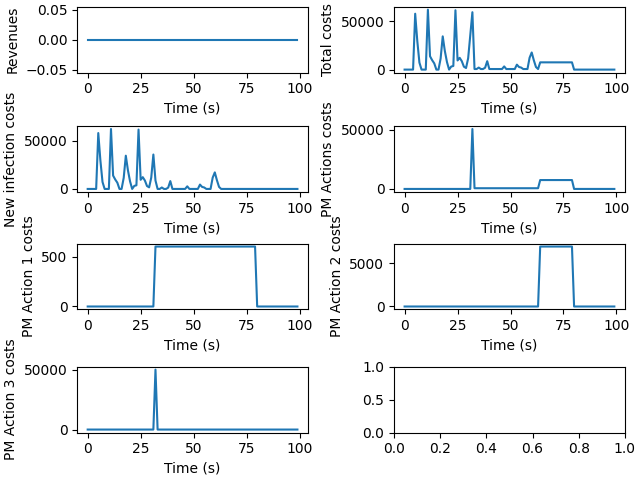 Revenues
0.05
0.00
−0.05
0 25 50 75 100
Time (s)
Total costs
50000
0
0 25 50 75 100
Time (s)
New infection costs
50000
0
0 25 50 75 100
Time (s)
PM Actions costs
50000
0
0 25 50 75 100
Time (s)
PM Action 1 costs
500
0
0 25 50 75 100
Time (s)
PM Action 2 costs
5000
0
0 25 50 75 100
Time (s)
PM Action 3 costs
50000
0
0 25 50 75 100
Time (s)
1.0
0.5
0.0
0.0 0.2 0.4 0.6 0.8 1.0